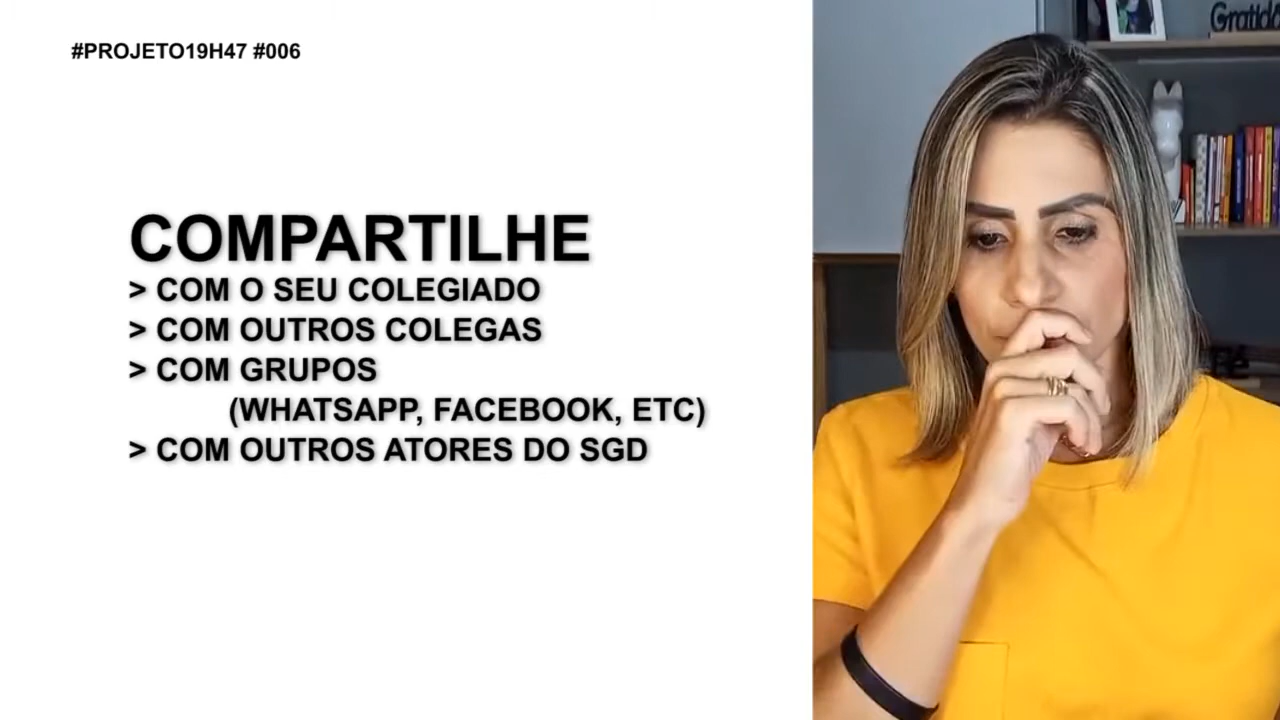 #PROJETO19H47 #006
COMPARTILHE
> COM O SEU COLEGIADO
> COM OUTROS COLEGAS
> COM GRUPOS
(WHATSAPP, FACEBOOK, ETC)
> COM OUTROS ATORES DO SGD